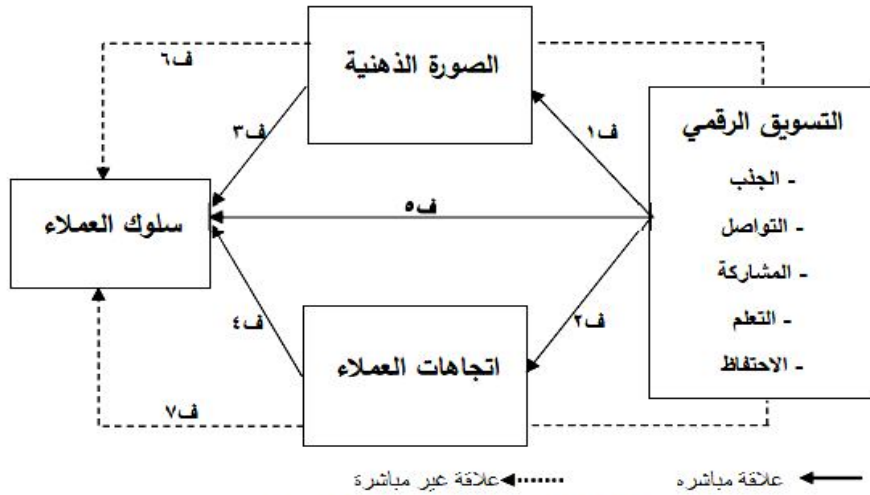 ف٦
الصورة الذهنية
التسويق الرقمي
ف١
ف٣
- الجذب
سلوك العملاء
ف٥
- التواصل
- المشاركة
ف٤
ف٢
- التعلم
اتجاهات العملاء
- الاحتفاظ
ف٧
علاقة مباشره
علاقة غير مباشرة